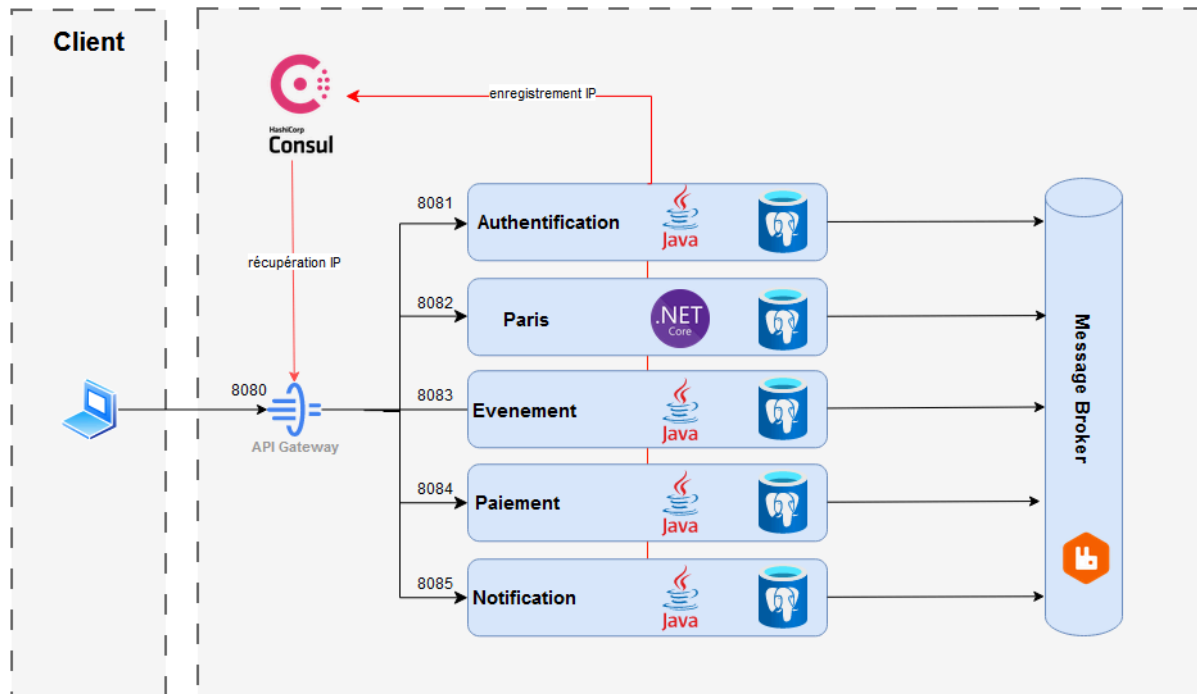 Client
HashiCorp
Consul
enregistrement IP
récupération IP
8080
API Gateway
8081
Authentification
Java
8082
Paris
.NET
Core
8083
Evenement
Java
8084
Paiement
Java
8085
Notification
Java
Message Broker